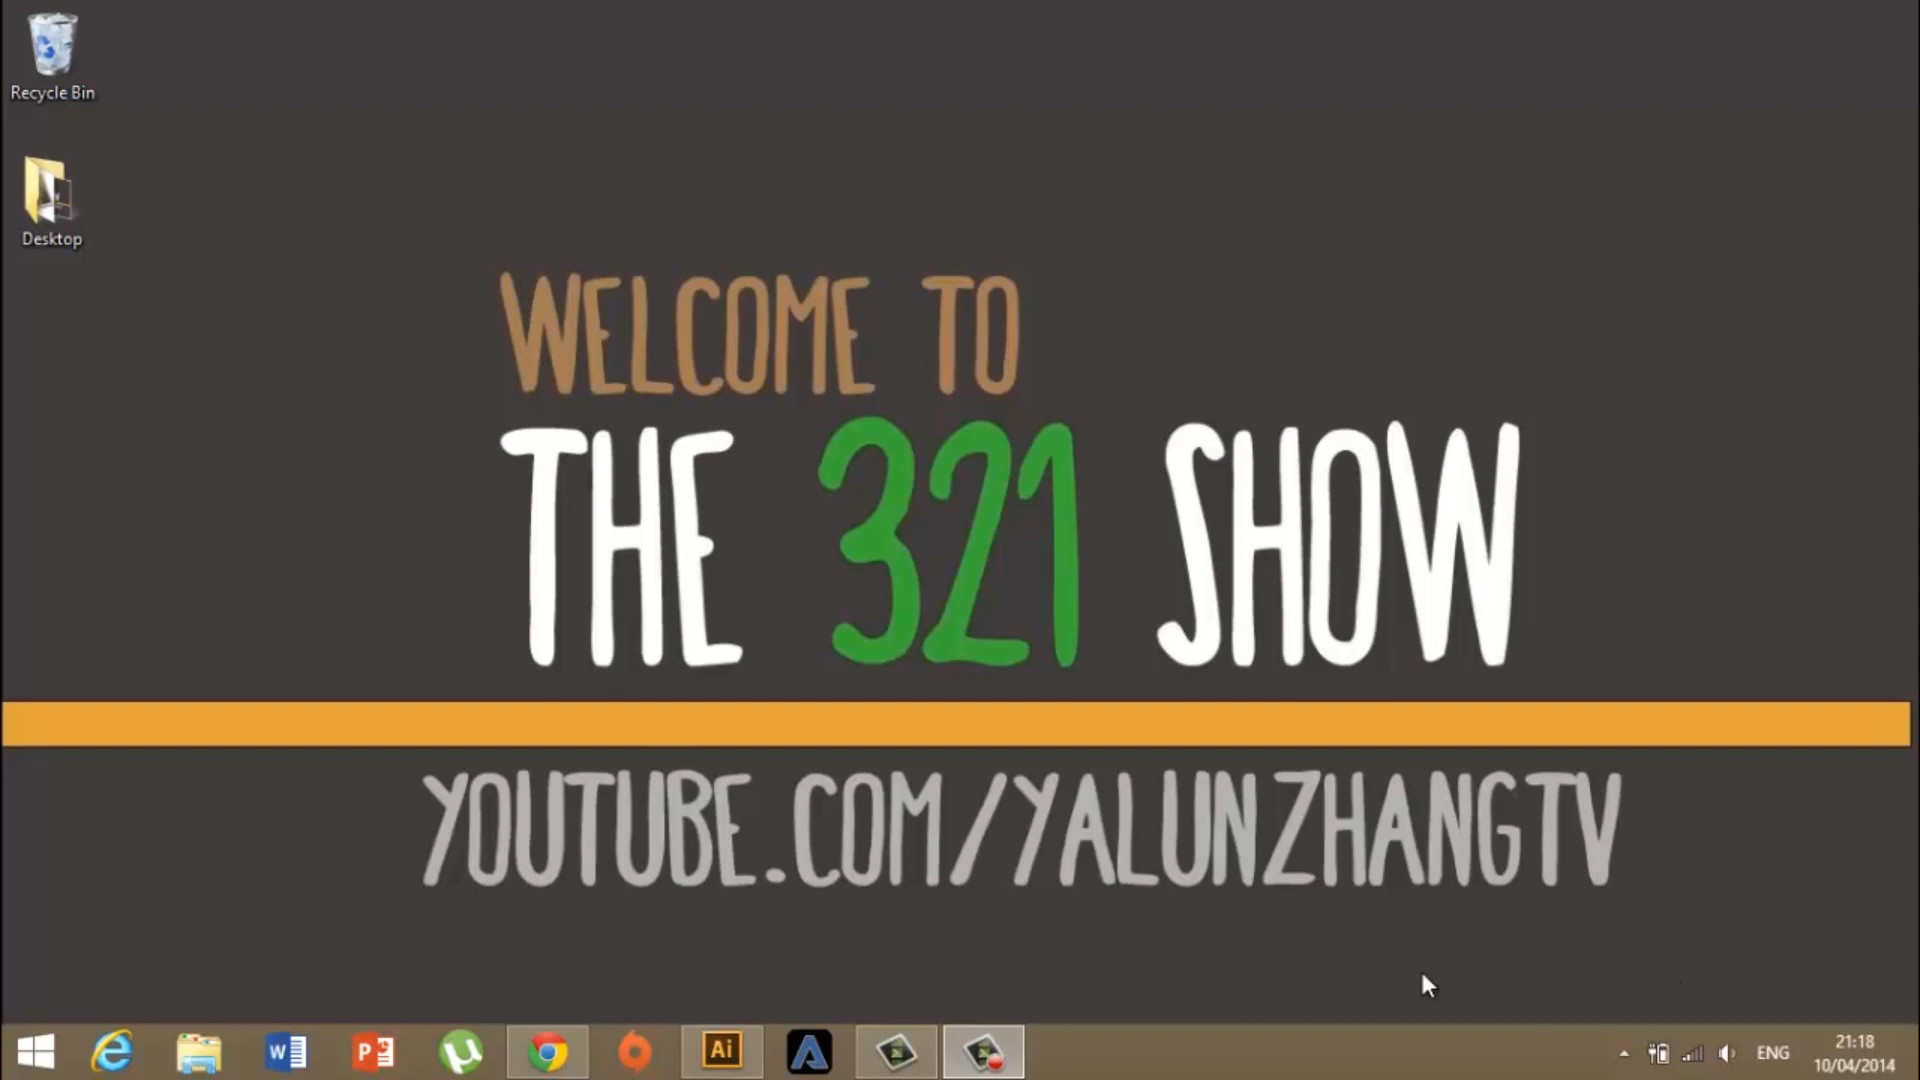 Recycle Bin
Desktop
WELCOME TO
THE 321 SHOW
YOUTUBE.COM/YALUNZHANGTV
Ai
ENG
21:18
10/04/2014